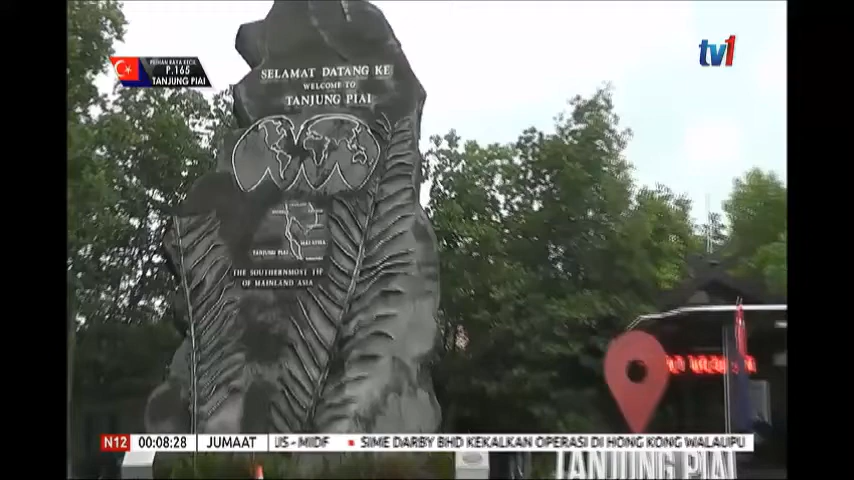 PILIHAN RAYA KECIL
P.165
TANJUNG PIAI
tv1
SELAMAT DATANG KE
WELCOME TO
TANJUNG PIAI
TANJUNG PIAI
THE SOUTHERNMOST TIP
OF MAINLAND ASIA
N12 00:08:28 JUMAAT US - MIDF SIME DARBY BHD KEKALKAN OPERASI DI HONG KONG WALAUPU
TANJUNG PIAI